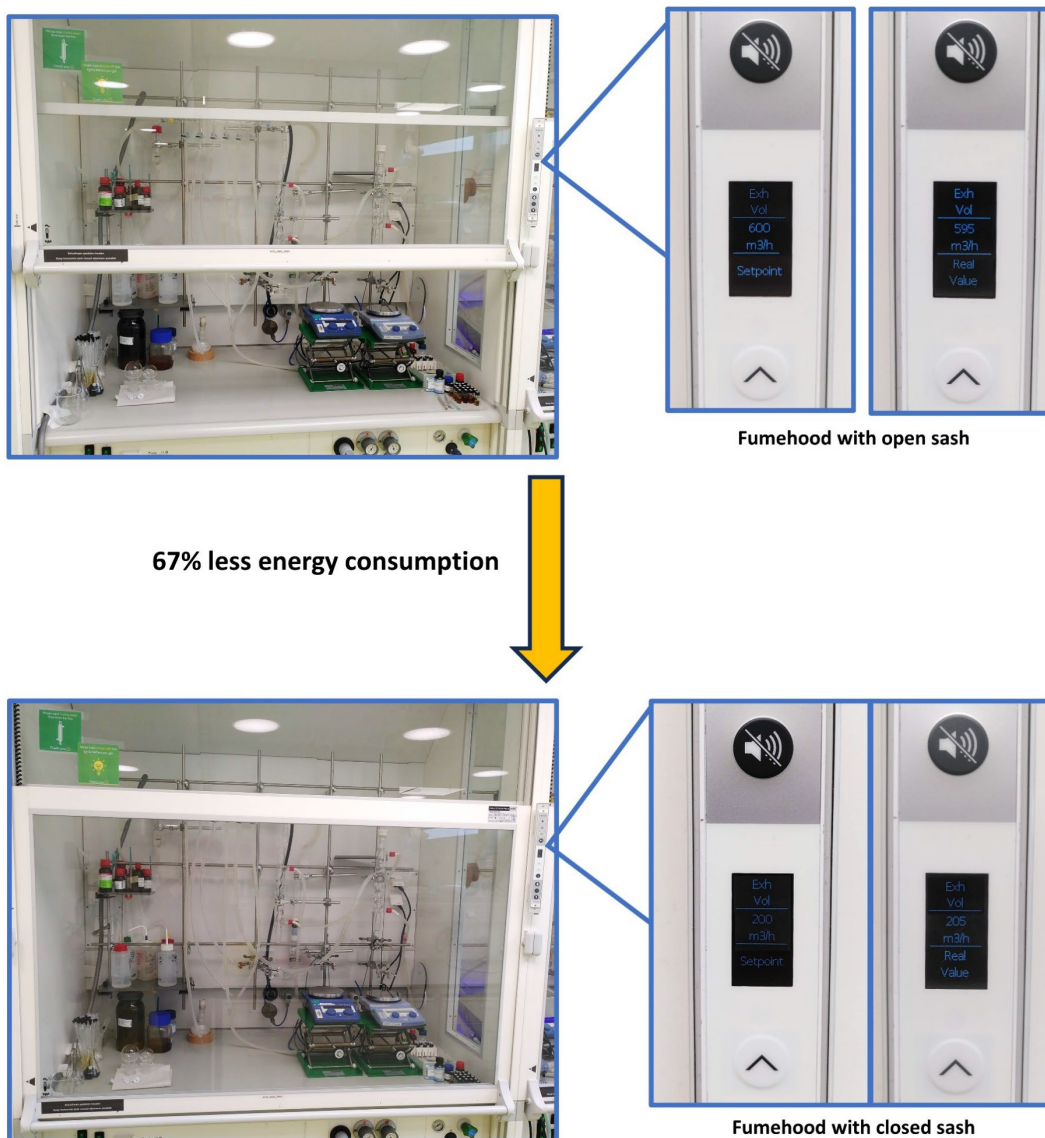 Exh
Vol
600
m3/h
Setpoint
Exh
Vol
595
m3/h
Real
Value
Fumehood with open sash
67% less energy consumption
Exh
Vol
200
m3/h
Setpoint
Exh
Vol
205
m3/h
Real
Value
Fumehood with closed sash